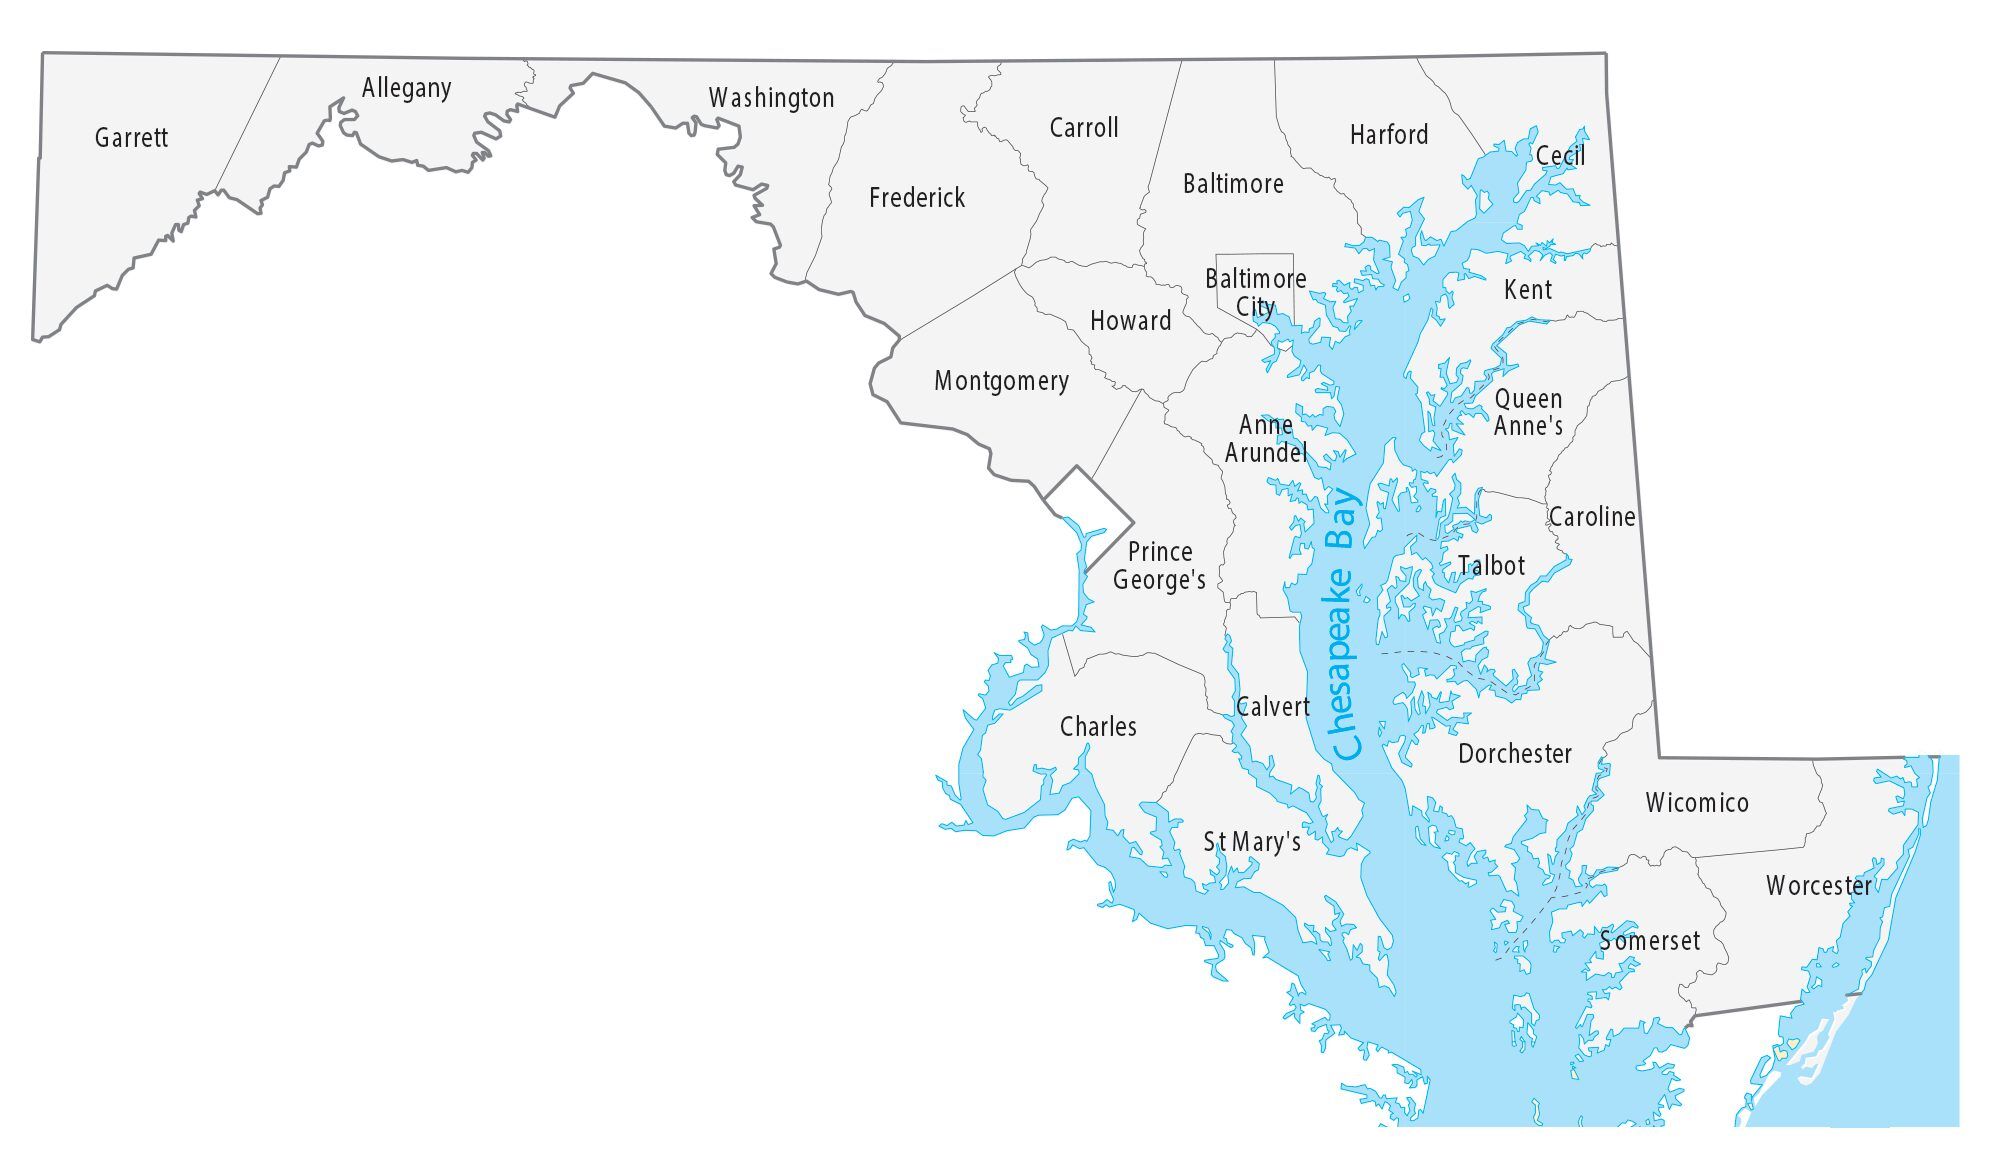 Garrett
Allegany
Washington
Frederick
Carroll
Baltimore
Harford
Cecil
Baltimore
City
Kent
Howard
Montgomery
Queen
Anne's
Anne
Arundel
Caroline
Prince
George's
Talbot
Chesapeake Bay
Calvert
Charles
Dorchester
Wicomico
St Mary's
Worcester
Somerset